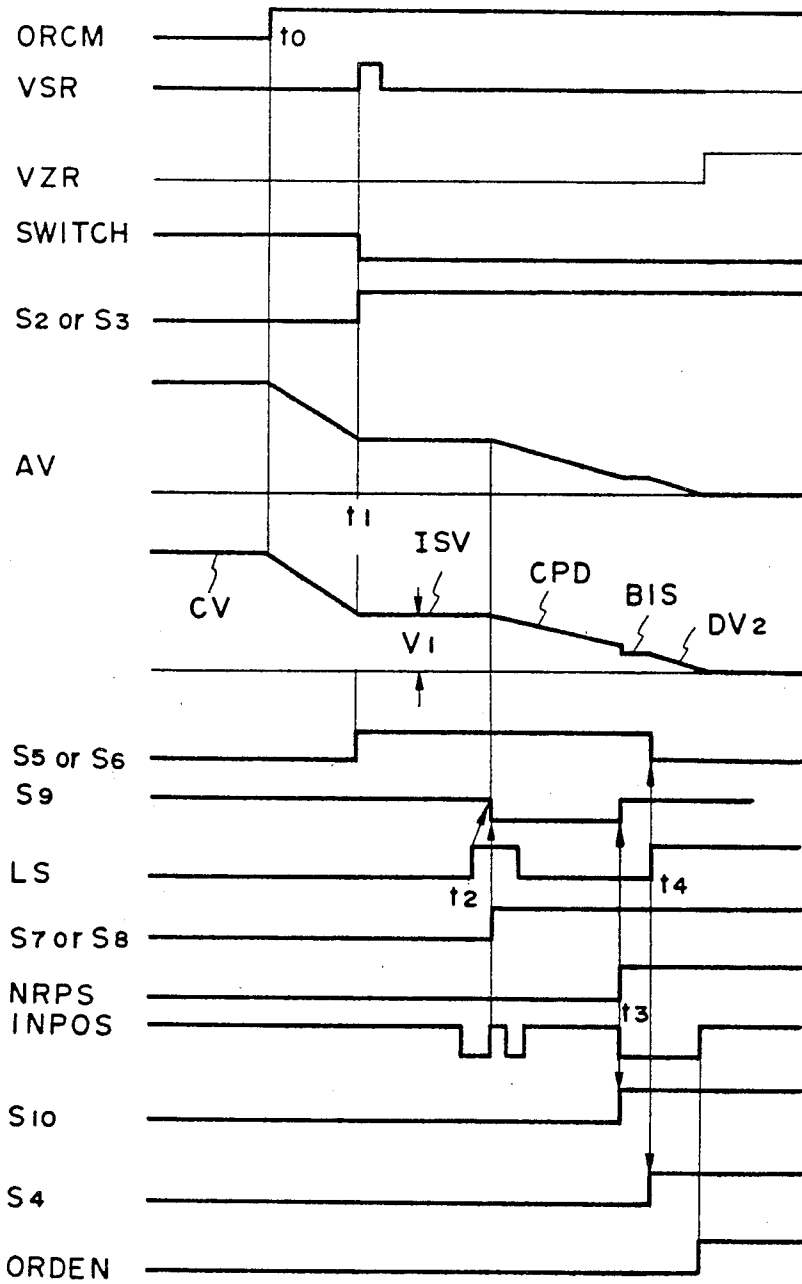 ORCM
t0
VSR
VZR
SWITCH
S2 or S3
AV
t1
ISV
CPD
BIS
CV
V1
DV2
S5 or S6
S9
LS
t2
t4
S7 or S8
NRPS
t3
INPOS
S10
S4
ORDEN